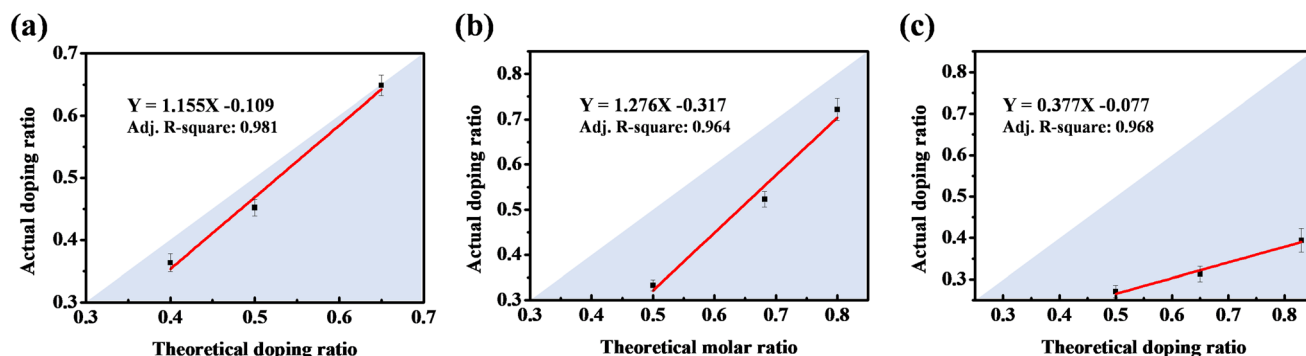 (a)
Actual doping ratio
0.7
0.6
0.5
0.4
0.3
Y = 1.155X -0.109
Adj. R-square: 0.981
0.3 0.4 0.5 0.6 0.7
Theoretical doping ratio
(b)
Actual doping ratio
0.8
0.7
0.6
0.5
0.4
0.3
Y = 1.276X -0.317
Adj. R-square: 0.964
0.3 0.4 0.5 0.6 0.7 0.8
Theoretical molar ratio
(c)
Actual doping ratio
0.8
0.7
0.6
0.5
0.4
0.3
Y = 0.377X -0.077
Adj. R-square: 0.968
0.3 0.4 0.5 0.6 0.7 0.8
Theoretical doping ratio